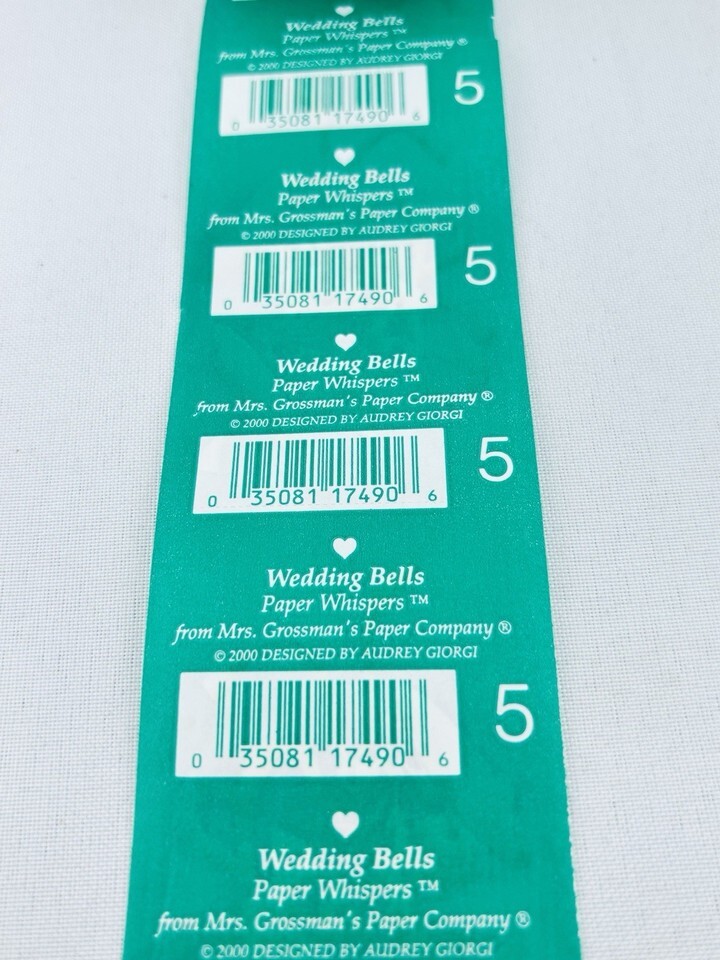 Wedding Bells
Paper Whispers ™
from Mrs. Grossman's Paper Company ®
© 2000 DESIGNED BY AUDREY GIORGI
5
0 35081 17490 6
Wedding Bells
Paper Whispers ™
from Mrs. Grossman's Paper Company ®
© 2000 DESIGNED BY AUDREY GIORGI
5
0 35081 17490 6
Wedding Bells
Paper Whispers ™
from Mrs. Grossman's Paper Company ®
© 2000 DESIGNED BY AUDREY GIORGI
5
0 35081 17490 6
Wedding Bells
Paper Whispers ™
from Mrs. Grossman's Paper Company ®
© 2000 DESIGNED BY AUDREY GIORGI
5
0 35081 17490 6
Wedding Bells
Paper Whispers ™
from Mrs. Grossman's Paper Company ®
© 2000 DESIGNED BY AUDREY GIORGI